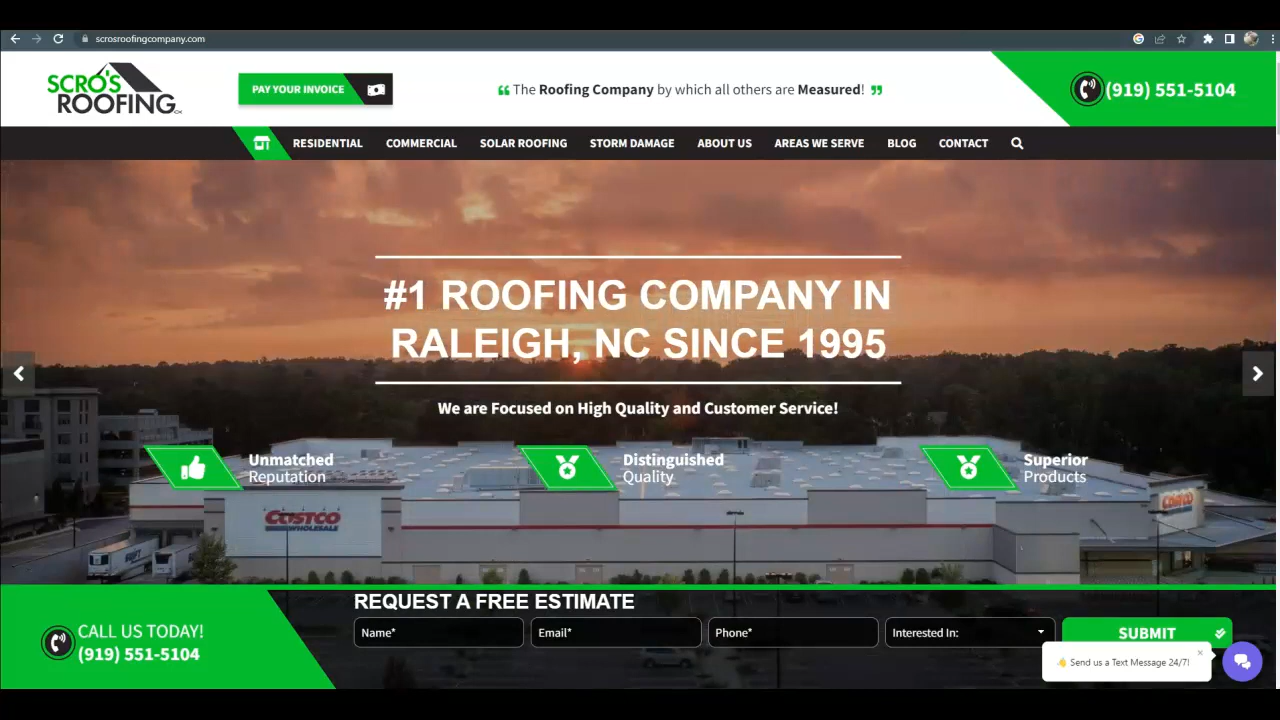 scrosroofingcompany.com
SCRO'S
ROOFING
PAY YOUR INVOICE
“ The Roofing Company by which all others are Measured! ”
(919) 551-5104
RESIDENTIAL COMMERCIAL SOLAR ROOFING STORM DAMAGE ABOUT US AREAS WE SERVE BLOG CONTACT
#1 ROOFING COMPANY IN
RALEIGH, NC SINCE 1995
We are Focused on High Quality and Customer Service!
Unmatched
Reputation
Distinguished
Quality
Superior
Products
COSTCO
WHOLESALE
COSTCO
REQUEST A FREE ESTIMATE
CALL US TODAY!
(919) 551-5104
Name* Email* Phone* Interested In: SUBMIT
Send us a Text Message 24/7!